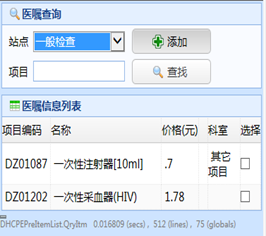 医嘱查询
站点 一般检查 添加
项目 查找
医嘱信息列表
项目编码 名称 价格(元) 科室 选择
DZ01087 一次性注射器[10ml] .7 其它项目
DZ01202 一次性采血器(HIV) 1.78
DHCPEPreItemList.QryItm 0.016809 (secs), 512 (lines), 75 (globals)